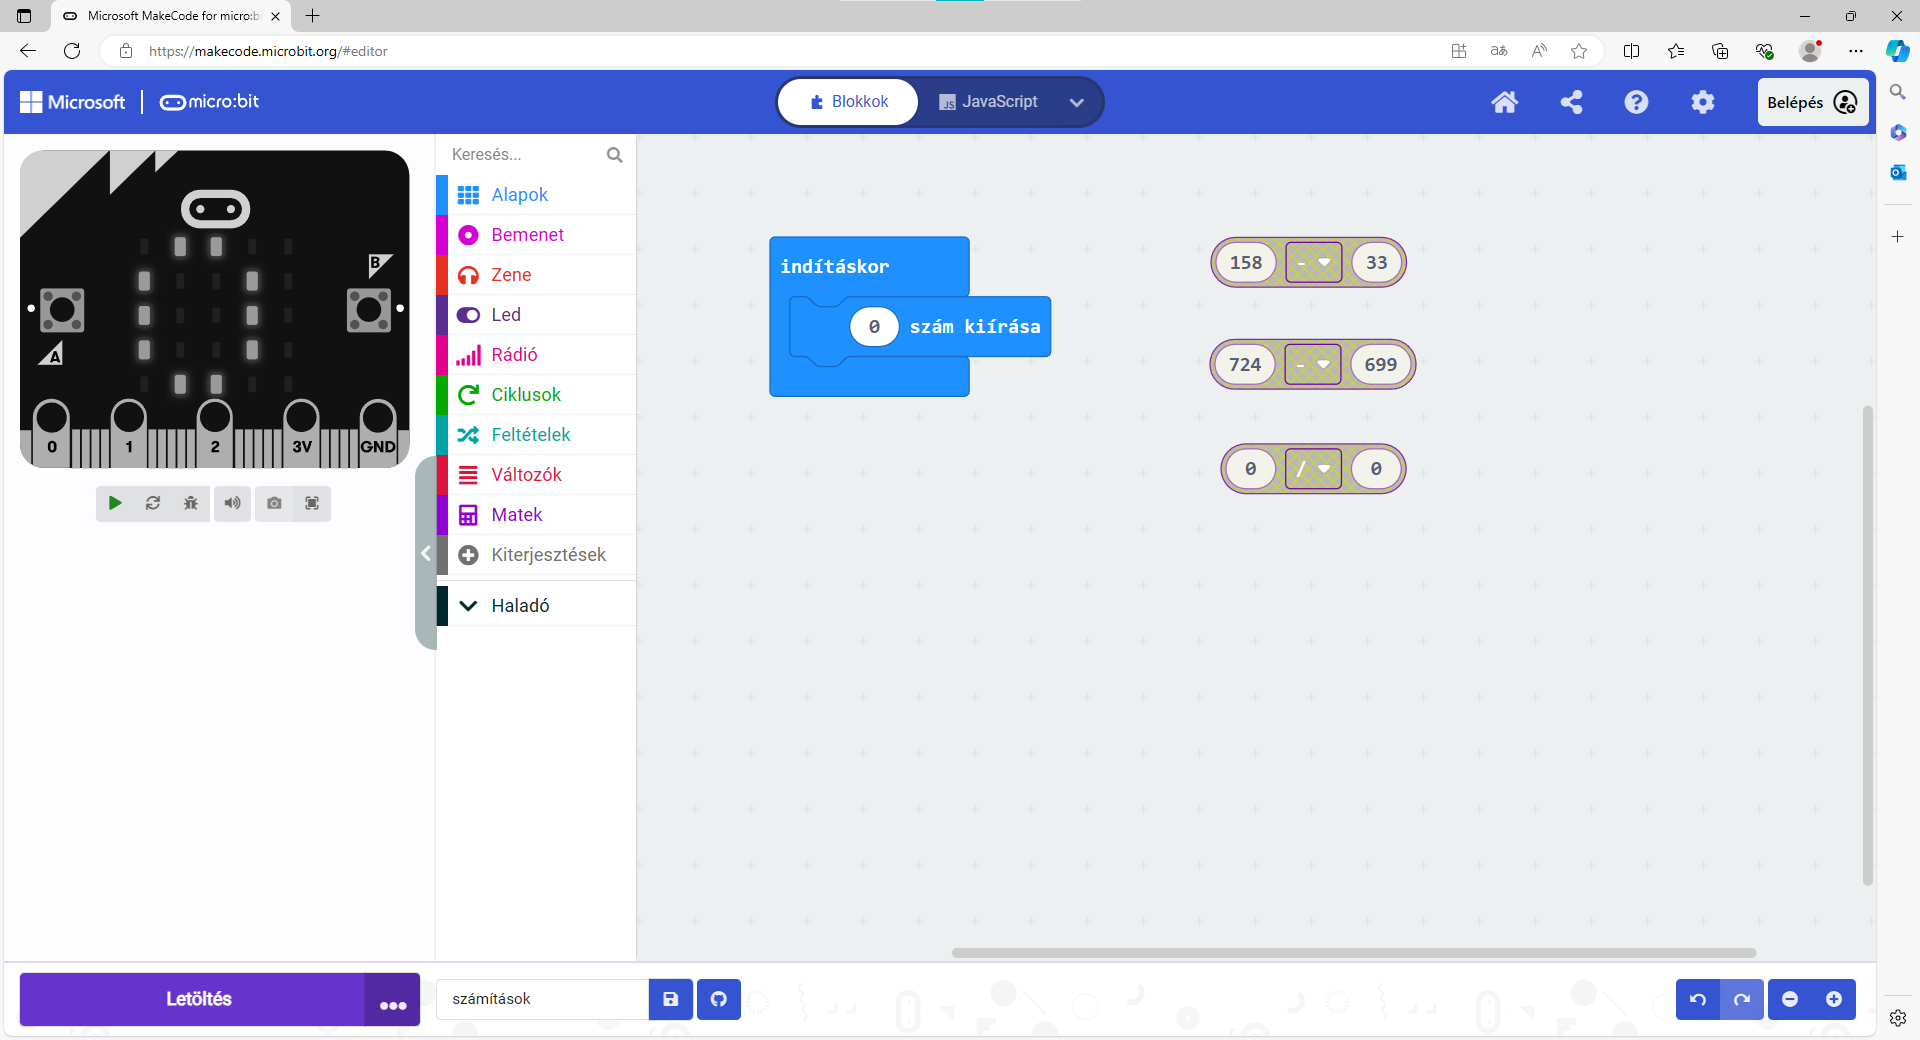 Microsoft MakeCode for micro:bi
https://makecode.microbit.org/#editor
Microsoft
micro:bit
Blokkok
JS JavaScript
Belépés
Keresés...
Alapok
Bemenet
Zene
Led
Rádió
Ciklusok
Feltételek
Változók
Matek
Kiterjesztések
Haladó
B
A
0 1 2 3V GND
indításkor
0 szám kiírása
158 - 33
724 - 699
0 / 0
Letöltés
számítások